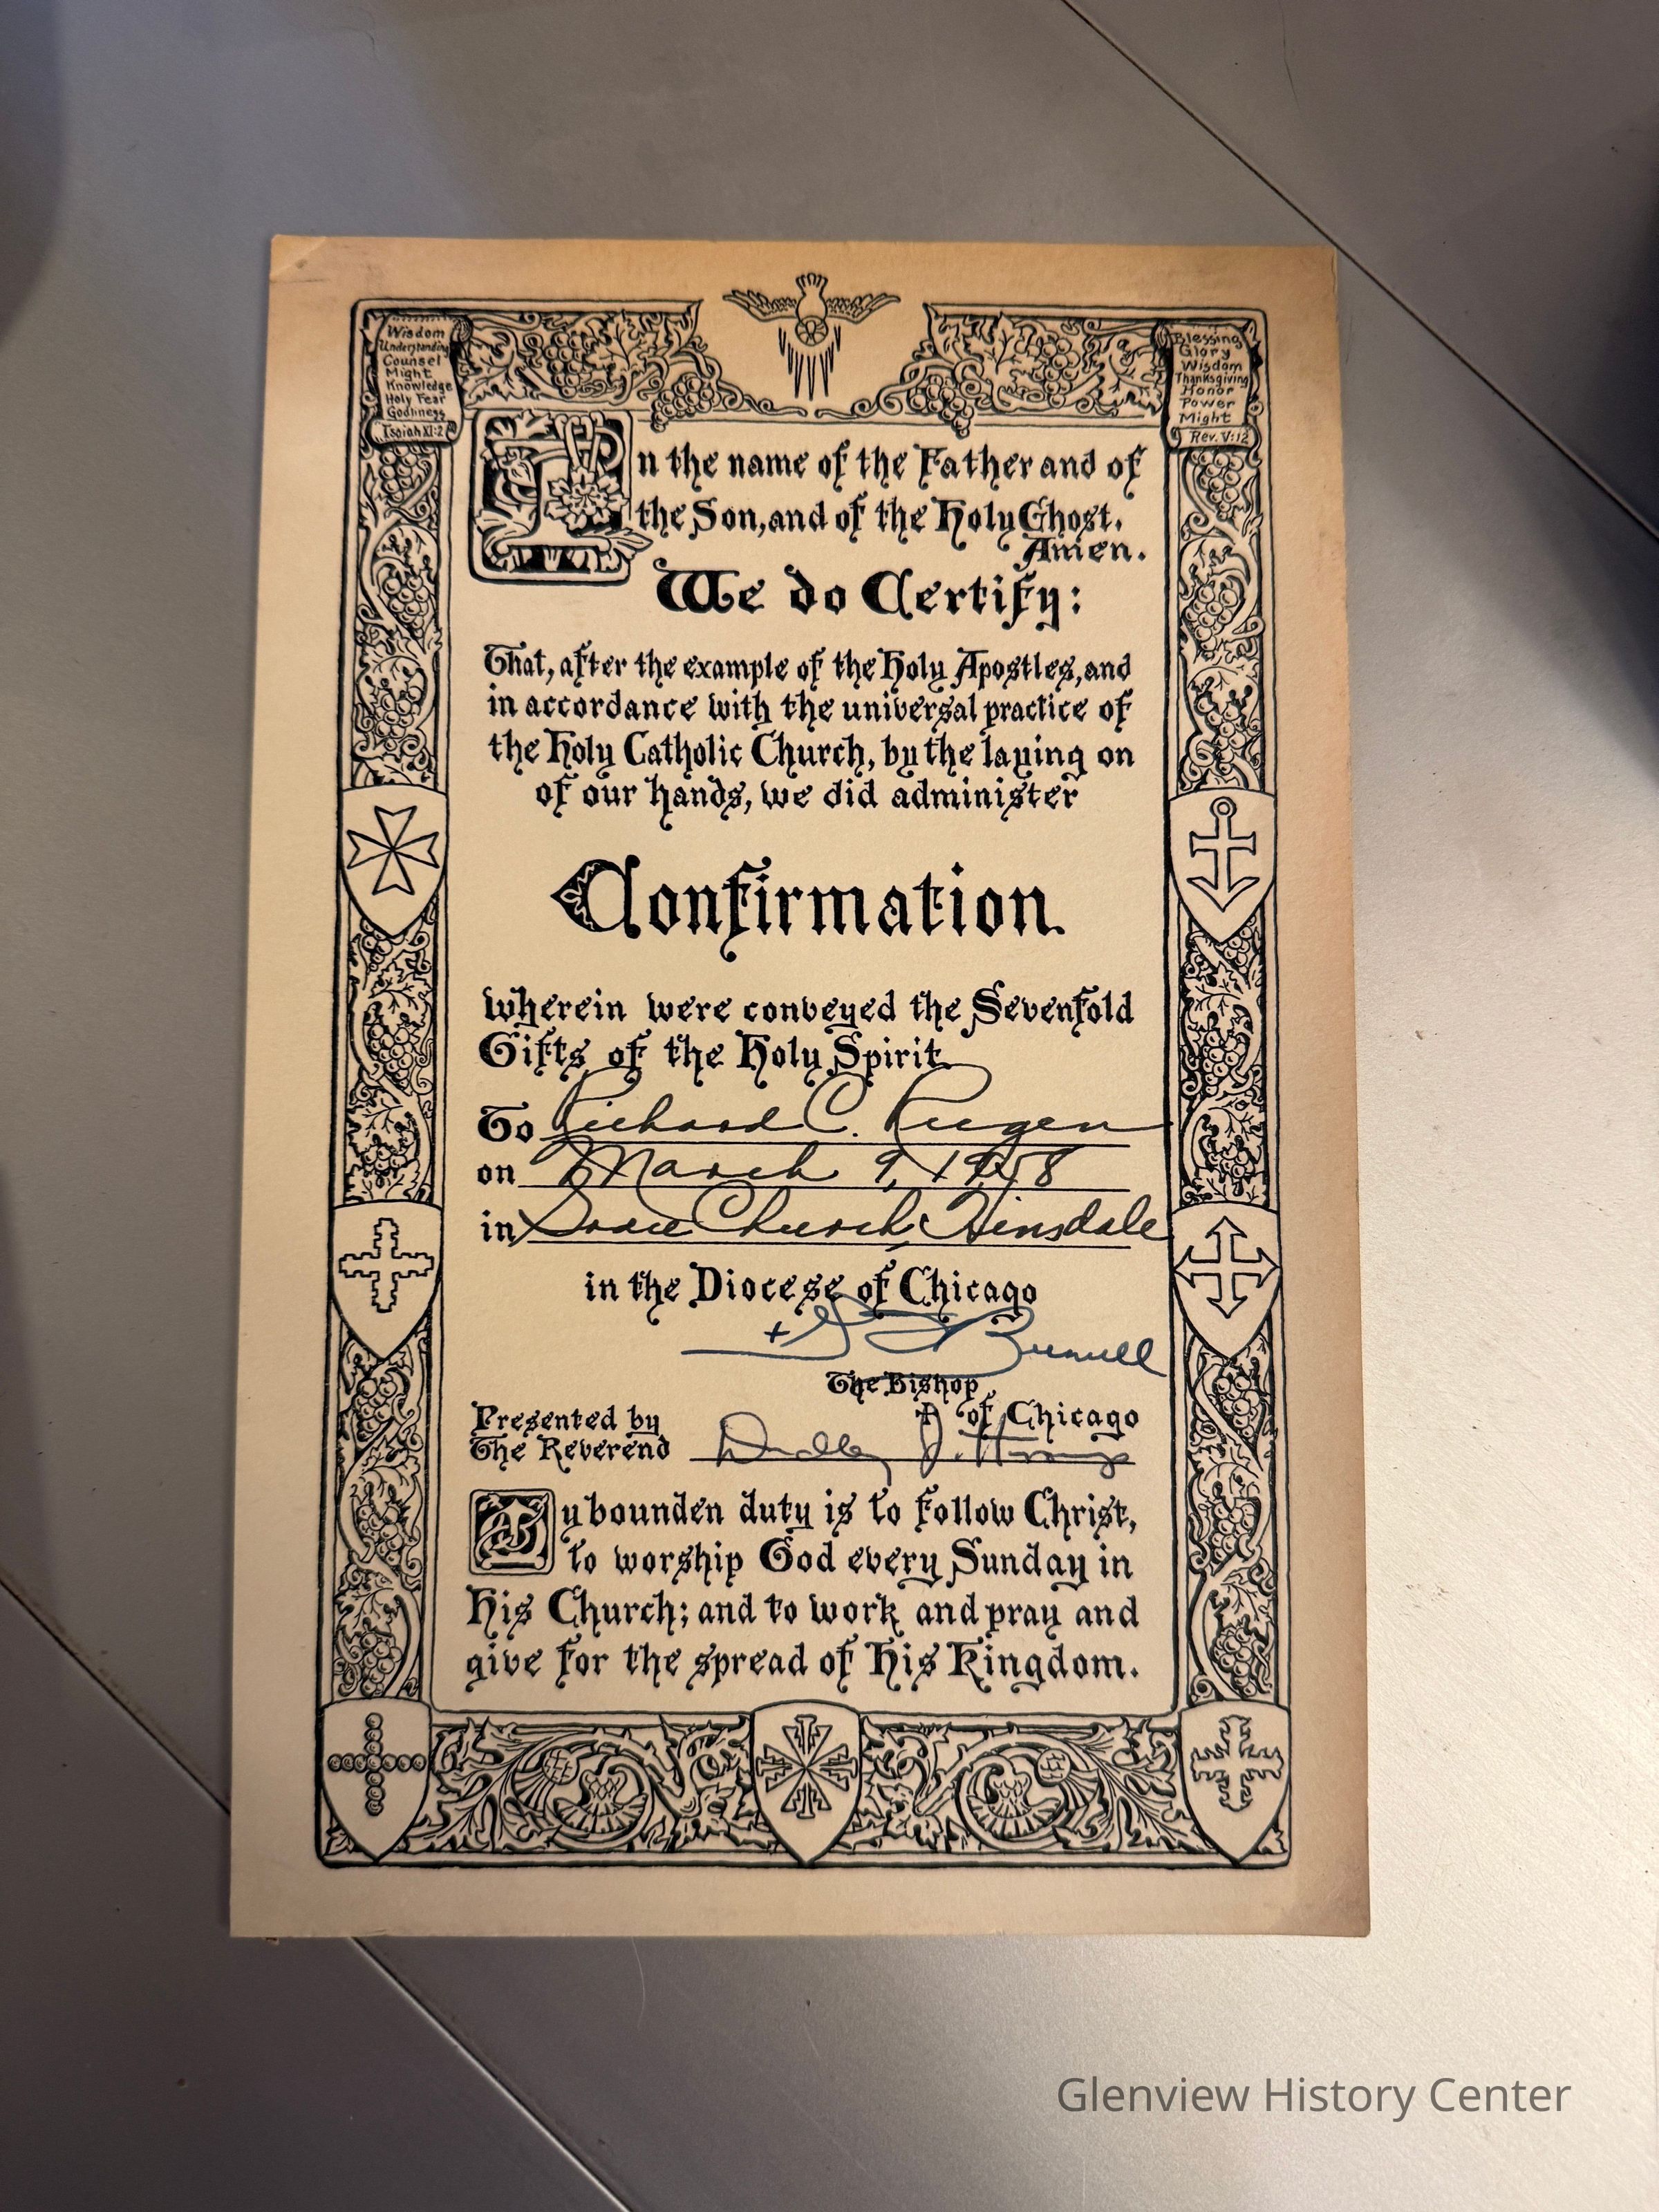 Wisdom
Understanding
Counsel
Might
Knowledge
Holy Fear
Godliness
Isaiah XI:2
Blessing
Glory
Wisdom
Thanksgiving
Honor
Power
Might
Rev. V:12
In the name of the Father and of
the Son, and of the Holy Ghost.
Amen.
We do Certify:
That, after the example of the Holy Apostles, and
in accordance with the universal practice of
the Holy Catholic Church, by the laying on
of our hands, we did administer
Confirmation
wherein were conveyed the Sevenfold
Gifts of the Holy Spirit
To Richard C. Rugen
on March 9, 1958
in Grace Church, Hinsdale
in the Diocese of Chicago
+ Burrill
The Bishop
of Chicago
Presented by
The Reverend Dudley J.
Thy bounden duty is to follow Christ,
to worship God every Sunday in
His Church; and to work and pray and
give for the spread of His Kingdom.
Glenview History Center